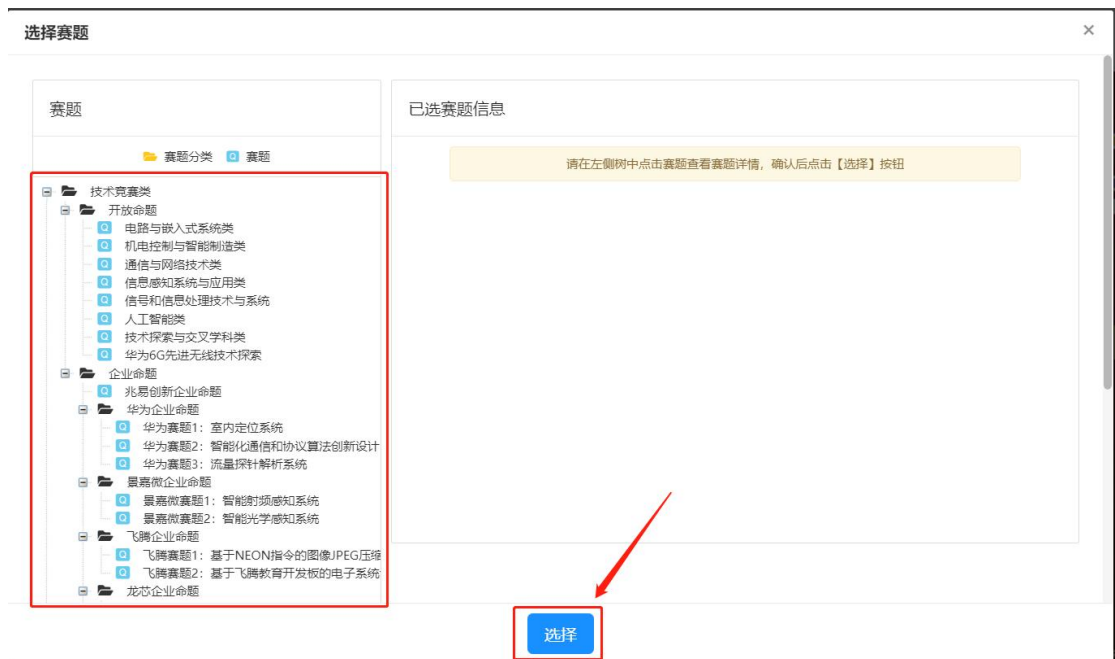 选择赛题
×
赛题
已选赛题信息
赛题分类 Q 赛题
请在左侧树中点击赛题查看赛题详情,确认后点击【选择】按钮
技术竞赛类
开放命题
Q 电路与嵌入式系统类
Q 机电控制与智能制造类
Q 通信与网络技术类
Q 信息感知系统与应用类
Q 信号和信息处理技术与系统
Q 人工智能类
Q 技术探索与交叉学科类
Q 华为6G先进无线技术探索
企业命题
Q 兆易创新企业命题
华为企业命题
Q 华为赛题1:室内定位系统
Q 华为赛题2:智能化通信和协议算法创新设计
Q 华为赛题3:流量探针解析系统
景嘉微企业命题
Q 景嘉微赛题1:智能射频感知系统
Q 景嘉微赛题2:智能光学感知系统
飞腾企业命题
Q 飞腾赛题1:基于NEON指令的图像JPEG压缩
Q 飞腾赛题2:基于飞腾教育开发板的电子系统
龙芯企业命题
选择